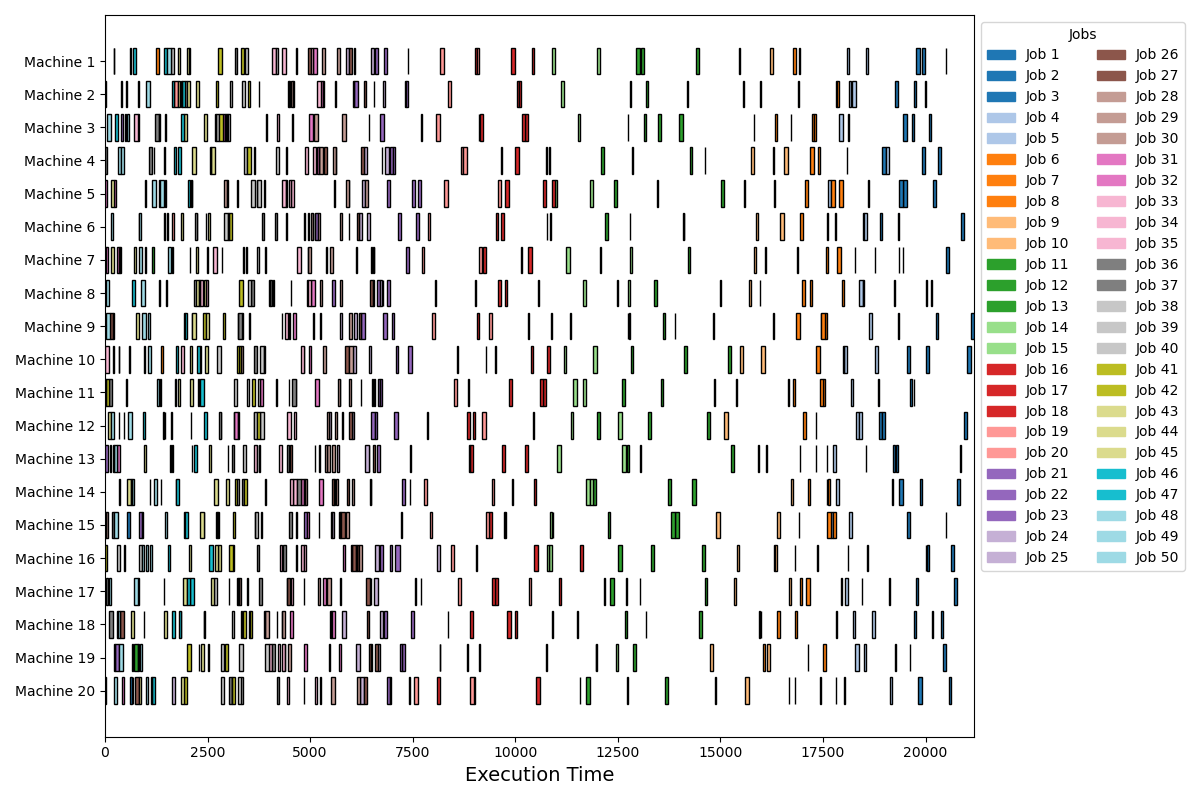 Machine 1
Machine 2
Machine 3
Machine 4
Machine 5
Machine 6
Machine 7
Machine 8
Machine 9
Machine 10
Machine 11
Machine 12
Machine 13
Machine 14
Machine 15
Machine 16
Machine 17
Machine 18
Machine 19
Machine 20
0 2500 5000 7500 10000 12500 15000 17500 20000
Execution Time
Jobs
Job 1
Job 2
Job 3
Job 4
Job 5
Job 6
Job 7
Job 8
Job 9
Job 10
Job 11
Job 12
Job 13
Job 14
Job 15
Job 16
Job 17
Job 18
Job 19
Job 20
Job 21
Job 22
Job 23
Job 24
Job 25
Job 26
Job 27
Job 28
Job 29
Job 30
Job 31
Job 32
Job 33
Job 34
Job 35
Job 36
Job 37
Job 38
Job 39
Job 40
Job 41
Job 42
Job 43
Job 44
Job 45
Job 46
Job 47
Job 48
Job 49
Job 50